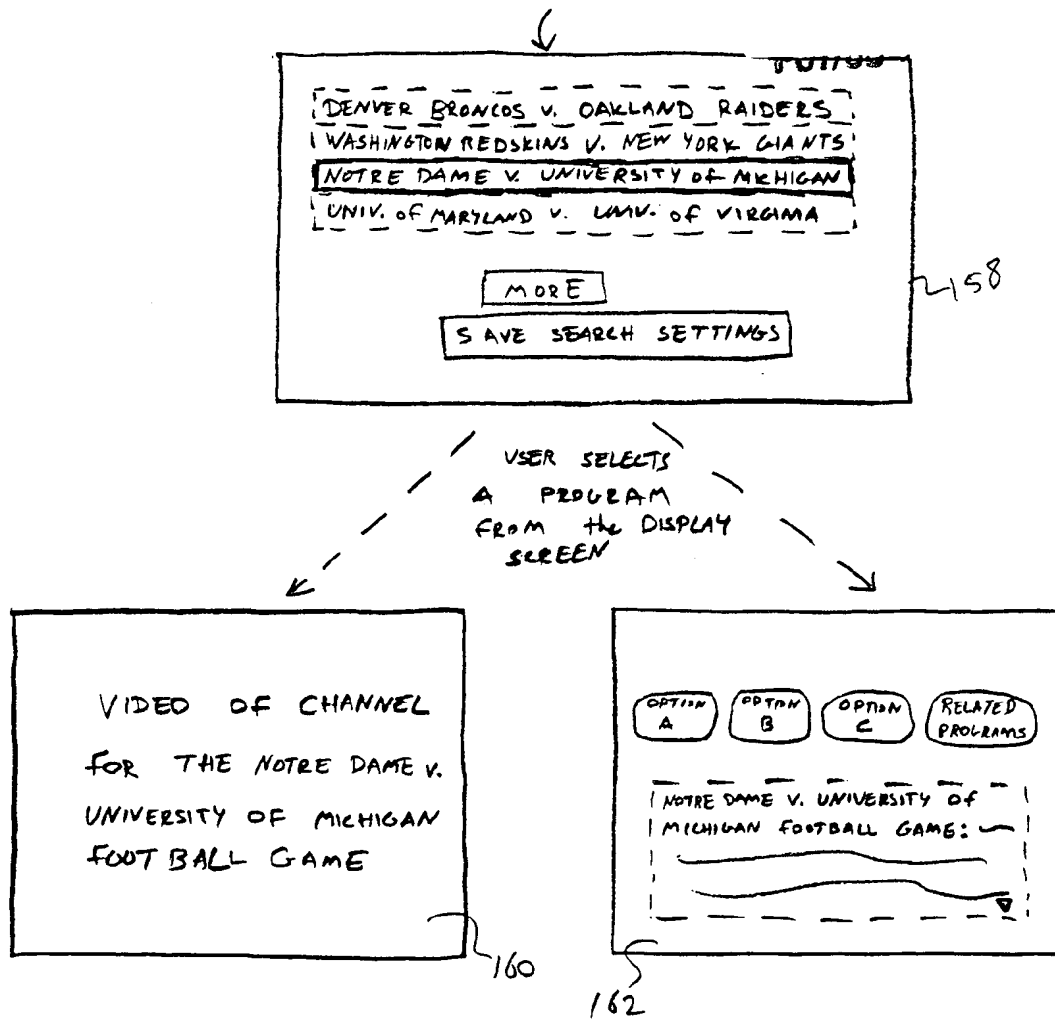 DENVER BRONCOS V. OAKLAND RAIDERS
WASHINGTON REDSKINS V. NEW YORK GIANTS
NOTRE DAME V. UNIVERSITY of MICHIGAN
UNIV. of MARYLAND V. UNIV. of VIRGINIA
MORE
SAVE SEARCH SETTINGS
158
USER SELECTS
A PROGRAM
FROM the DISPLAY
SCREEN
VIDEO OF CHANNEL
FOR THE NOTRE DAME V.
UNIVERSITY OF MICHIGAN
FOOTBALL GAME
160
OPTION
A
OPTION
B
OPTION
C
RELATED
PROGRAMS
NOTRE DAME V. UNIVERSITY of
MICHIGAN FOOTBALL GAME:
162